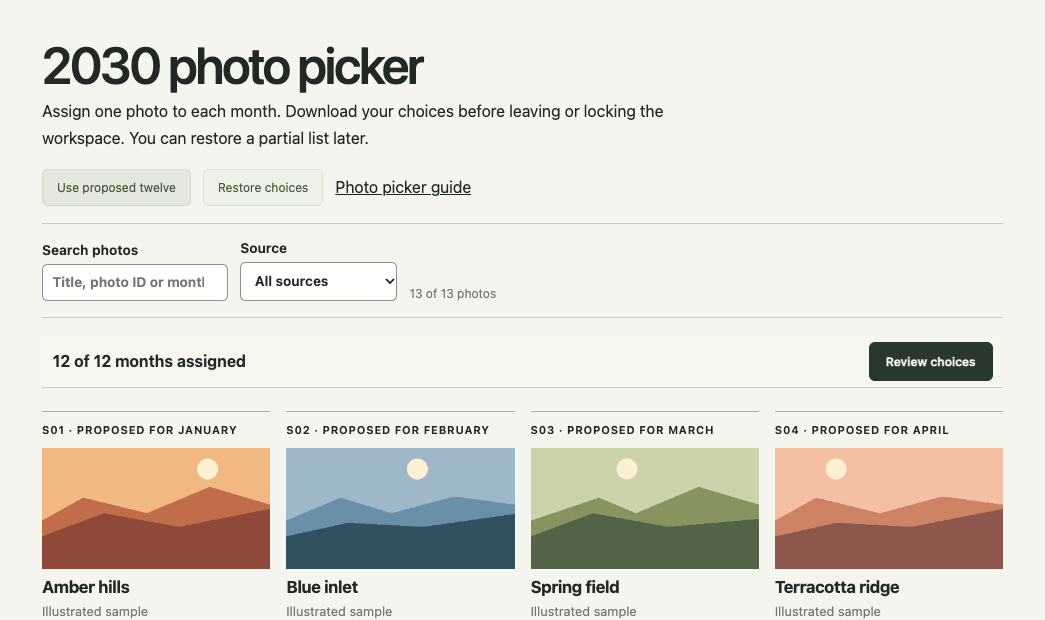 2030 photo picker
Assign one photo to each month. Download your choices before leaving or locking the
workspace. You can restore a partial list later.
Use proposed twelve
Restore choices
Photo picker guide
Search photos
Source
Title, photo ID or month
All sources
13 of 13 photos
12 of 12 months assigned
Review choices
S01 · PROPOSED FOR JANUARY
S02 · PROPOSED FOR FEBRUARY
S03 · PROPOSED FOR MARCH
S04 · PROPOSED FOR APRIL
Amber hills
Blue inlet
Spring field
Terracotta ridge
Illustrated sample
Illustrated sample
Illustrated sample
Illustrated sample